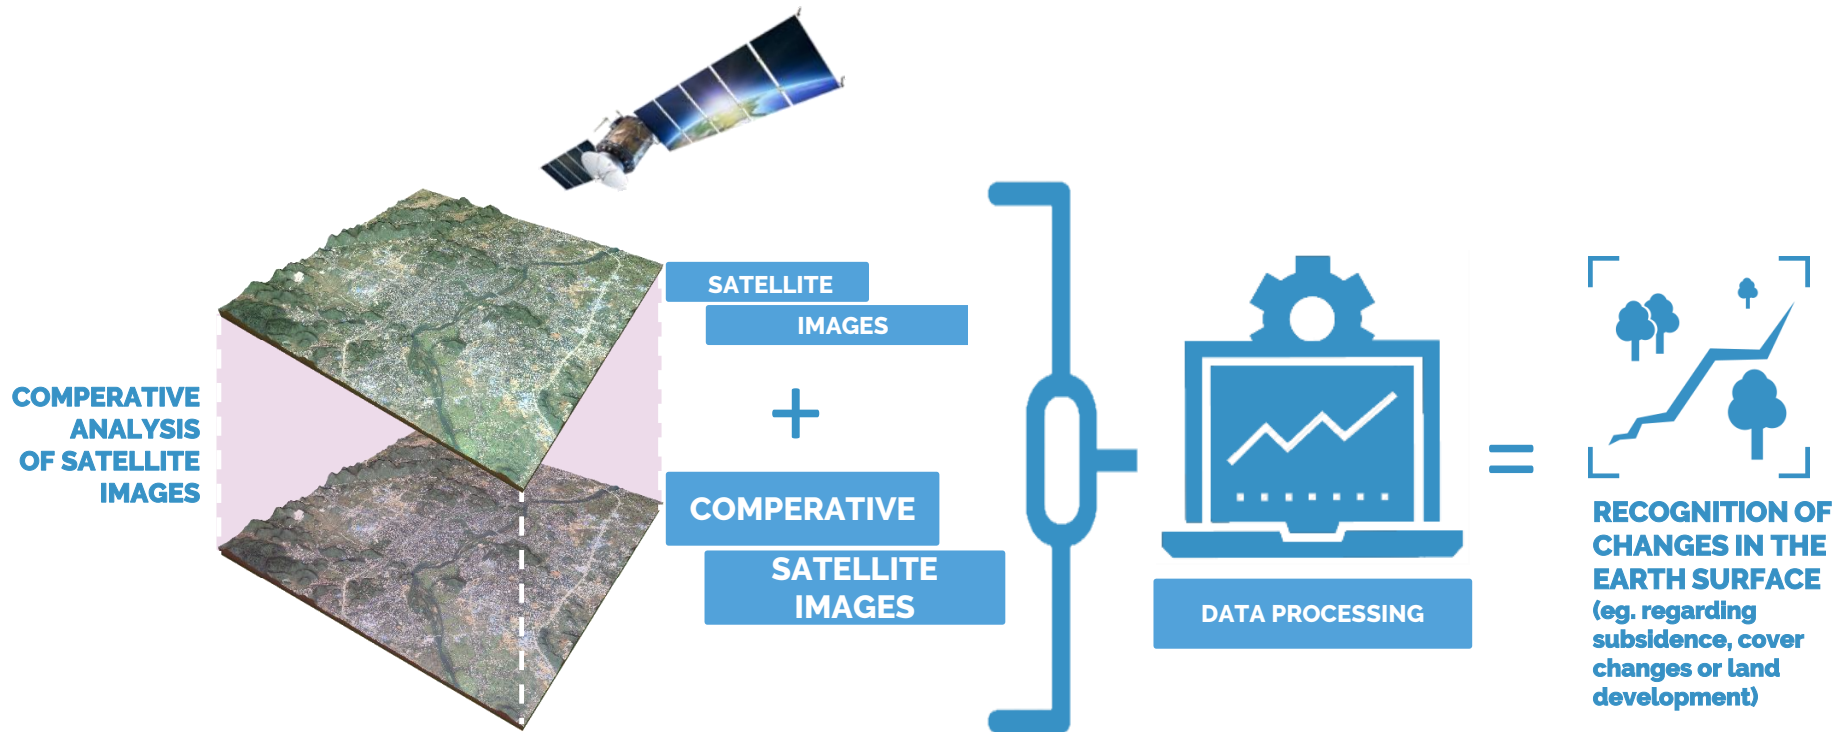 COMPERATIVE
ANALYSIS
OF SATELLITE
IMAGES
SATELLITE
IMAGES
+
COMPERATIVE
SATELLITE
IMAGES
DATA PROCESSING
=
RECOGNITION OF
CHANGES IN THE
EARTH SURFACE
(eg. regarding
subsidence, cover
changes or land
development)